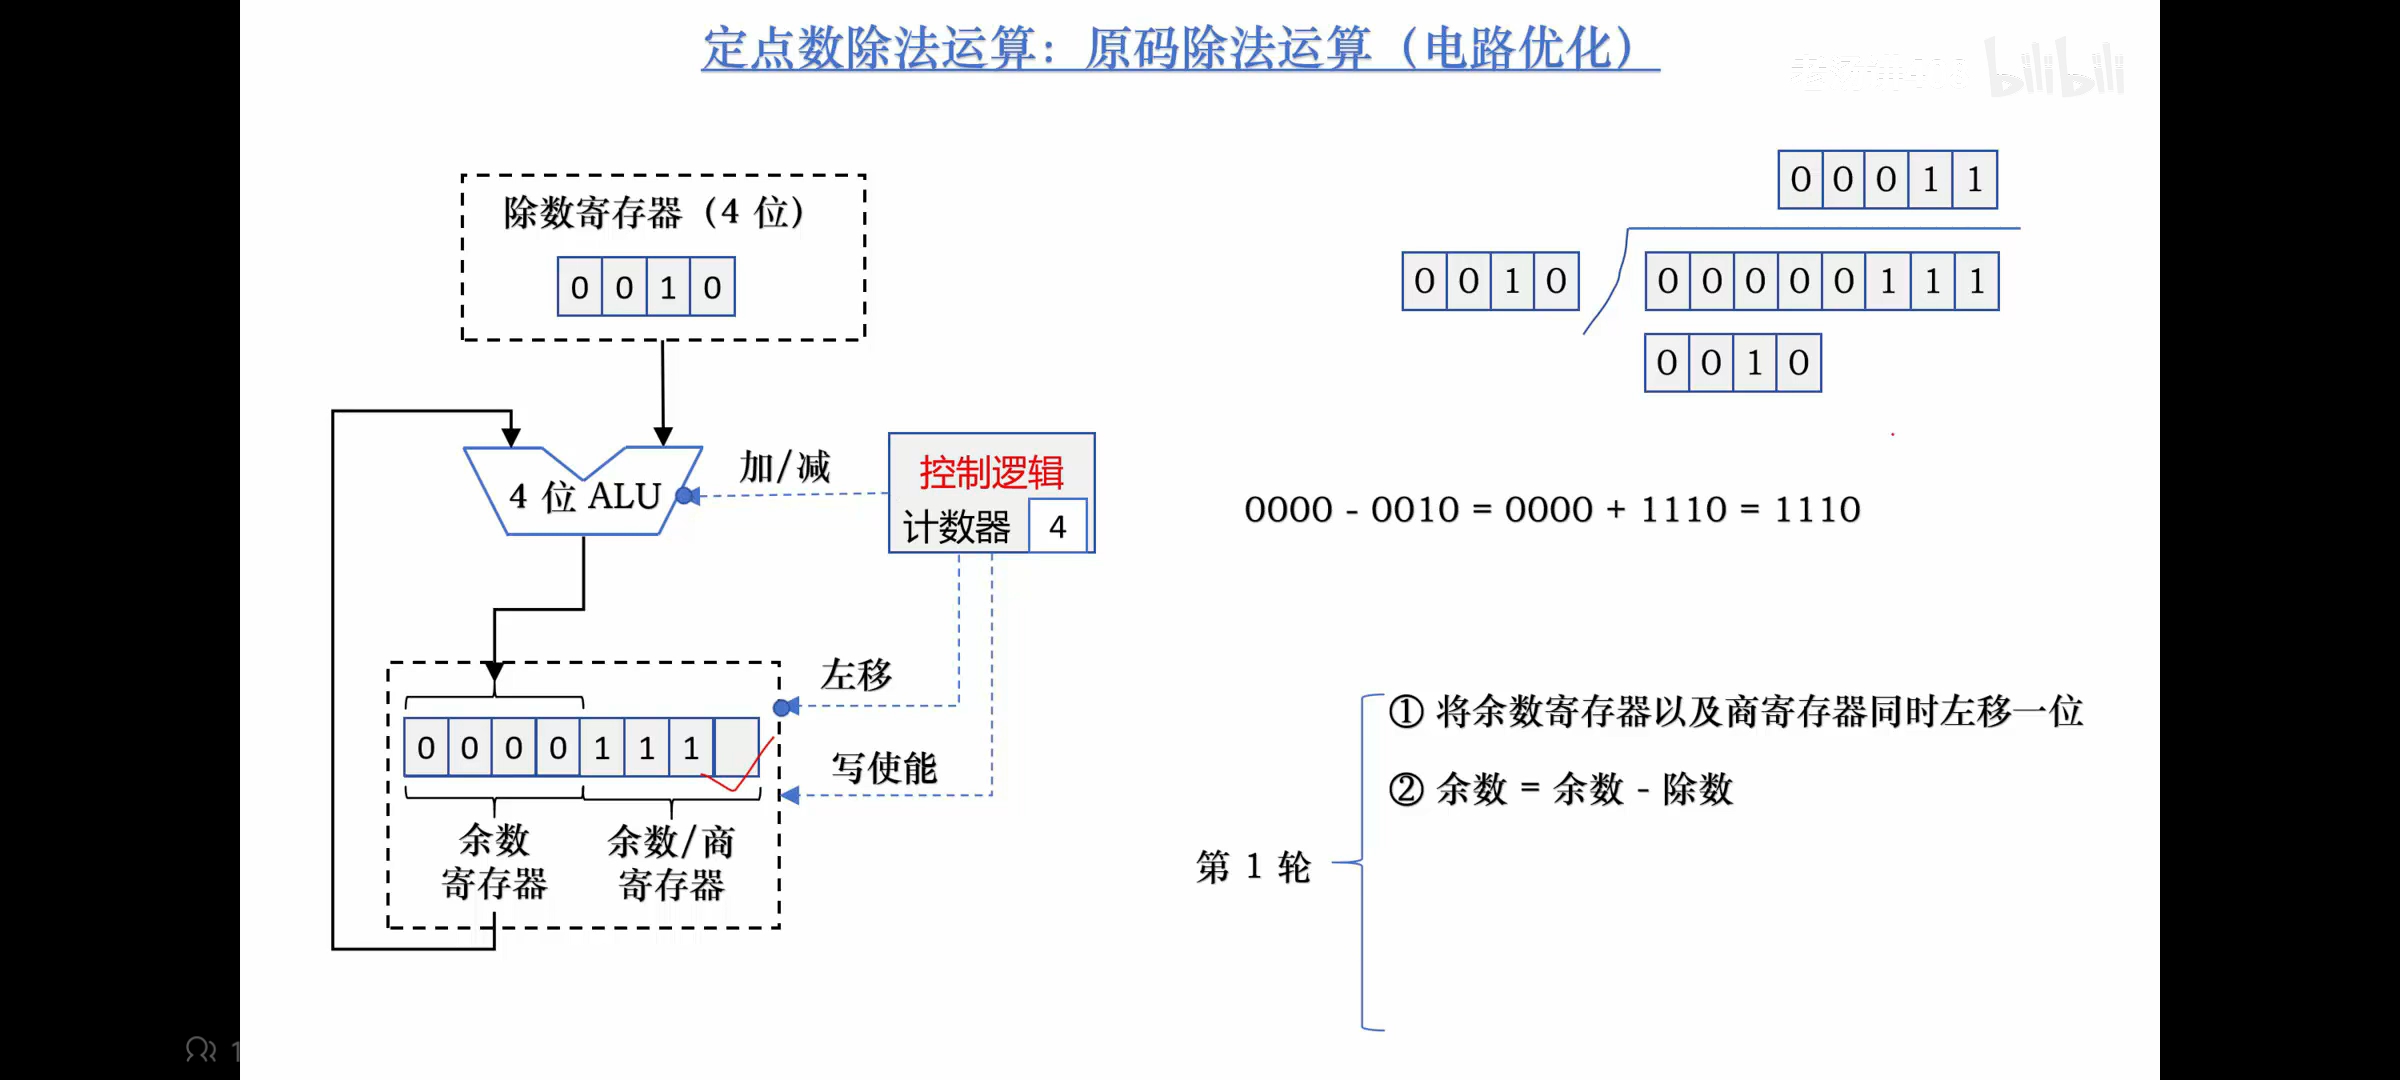 定点数除法运算：原码除法运算（电路优化）
bilibili
除数寄存器（4 位）
0 0 1 0
0 0 0 1 1
0 0 1 0
0 0 0 0 0 1 1 1
0 0 1 0
4 位 ALU
加/减
控制逻辑
计数器 4
0000 - 0010 = 0000 + 1110 = 1110
左移
写使能
0 0 0 0 1 1 1
余数
寄存器
余数/商
寄存器
第 1 轮
① 将余数寄存器以及商寄存器同时左移一位
② 余数 = 余数 - 除数
1